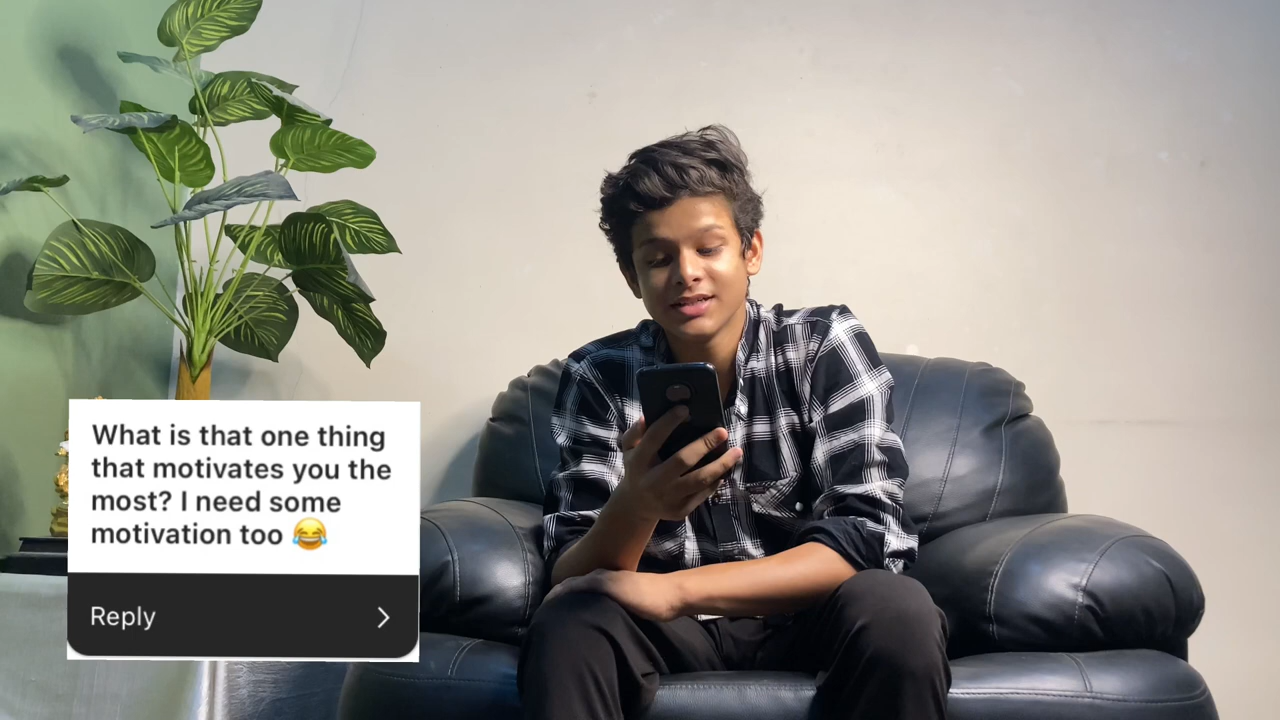 What is that one thing
that motivates you the
most? I need some
motivation too 😂
Reply